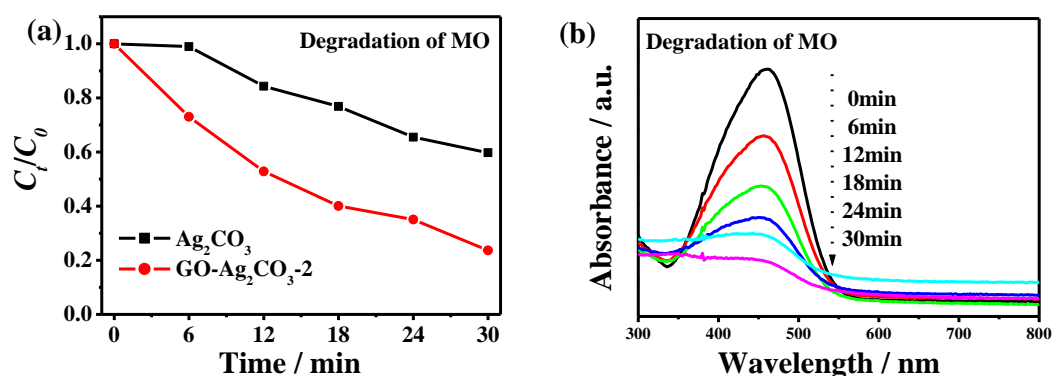 (a)
Degradation of MO
1.0
0.8
0.6
0.4
0.2
0.0
Cₜ/C₀
Ag₂CO₃
GO-Ag₂CO₃-2
0 6 12 18 24 30
Time / min
(b)
Degradation of MO
0min
6min
12min
18min
24min
30min
Absorbance / a.u.
300 400 500 600 700 800
Wavelength / nm